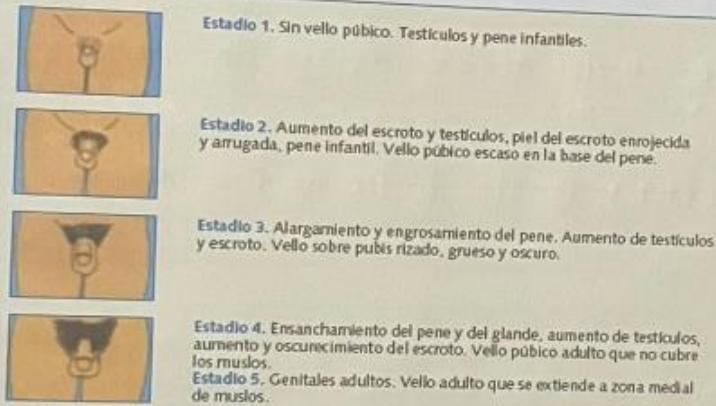 Estadio 1. Sin vello púbico. Testículos y pene infantiles.
Estadio 2. Aumento del escroto y testículos, piel del escroto enrojecida
y arrugada, pene infantil. Vello púbico escaso en la base del pene.
Estadio 3. Alargamiento y engrosamiento del pene. Aumento de testículos
y escroto. Vello sobre pubis rizado, grueso y oscuro.
Estadio 4. Ensanchamiento del pene y del glande, aumento de testículos,
aumento y oscurecimiento del escroto. Vello púbico adulto que no cubre
los muslos.
Estadio 5. Genitales adultos. Vello adulto que se extiende a zona medial
de muslos.